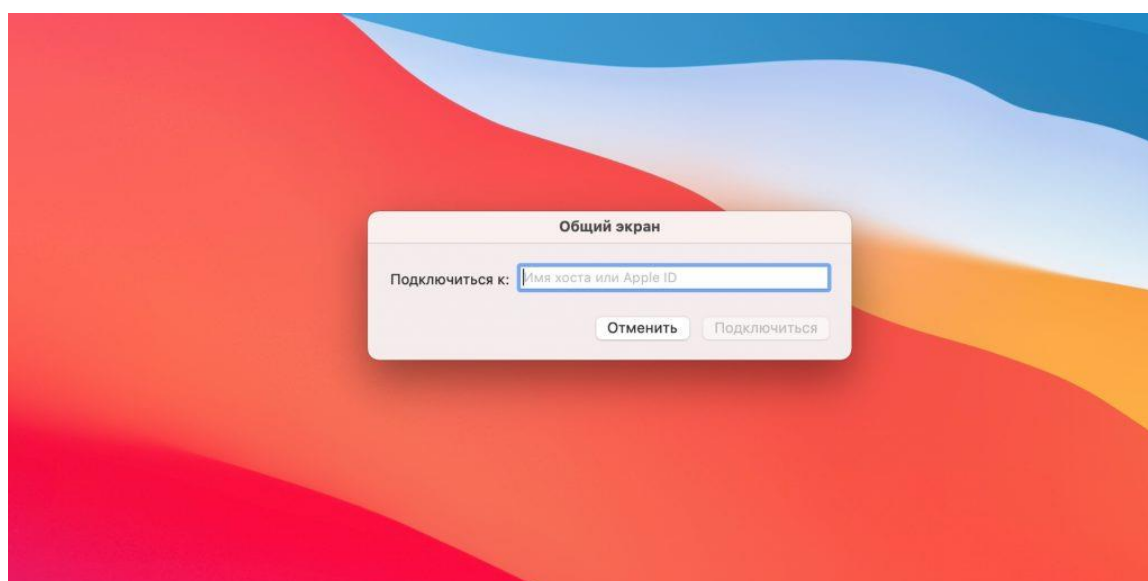 Общий экран
Подключиться к: Имя хоста или Apple ID
Отменить Подключиться